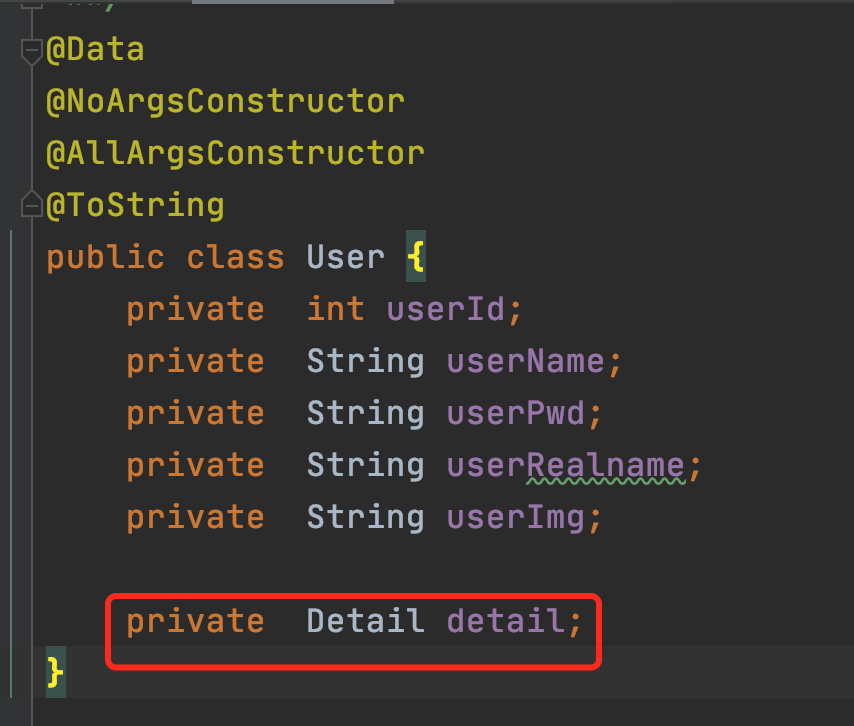 @Data
@NoArgsConstructor
@AllArgsConstructor
@ToString
public class User {
    private  int userId;
    private  String userName;
    private  String userPwd;
    private  String userRealname;
    private  String userImg;
    private  Detail detail;
}